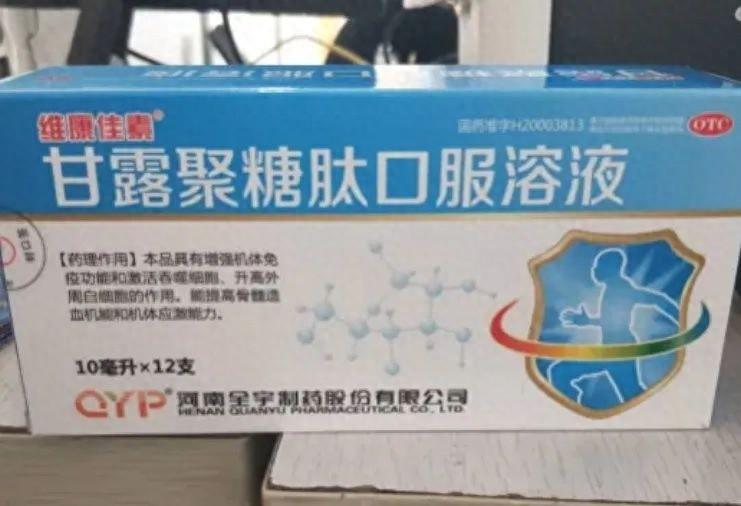 维康佳素®
国药准字H20003813
OTC
甘露聚糖肽口服溶液
【药理作用】本品具有增强机体免
疫功能和激活吞噬细胞、升高外
周白细胞的作用。能提高骨髓造
血机能和机体应激能力。
10毫升×12支
QYP® 河南全宇制药股份有限公司
HENAN QUANYU PHARMACEUTICAL CO., LTD.